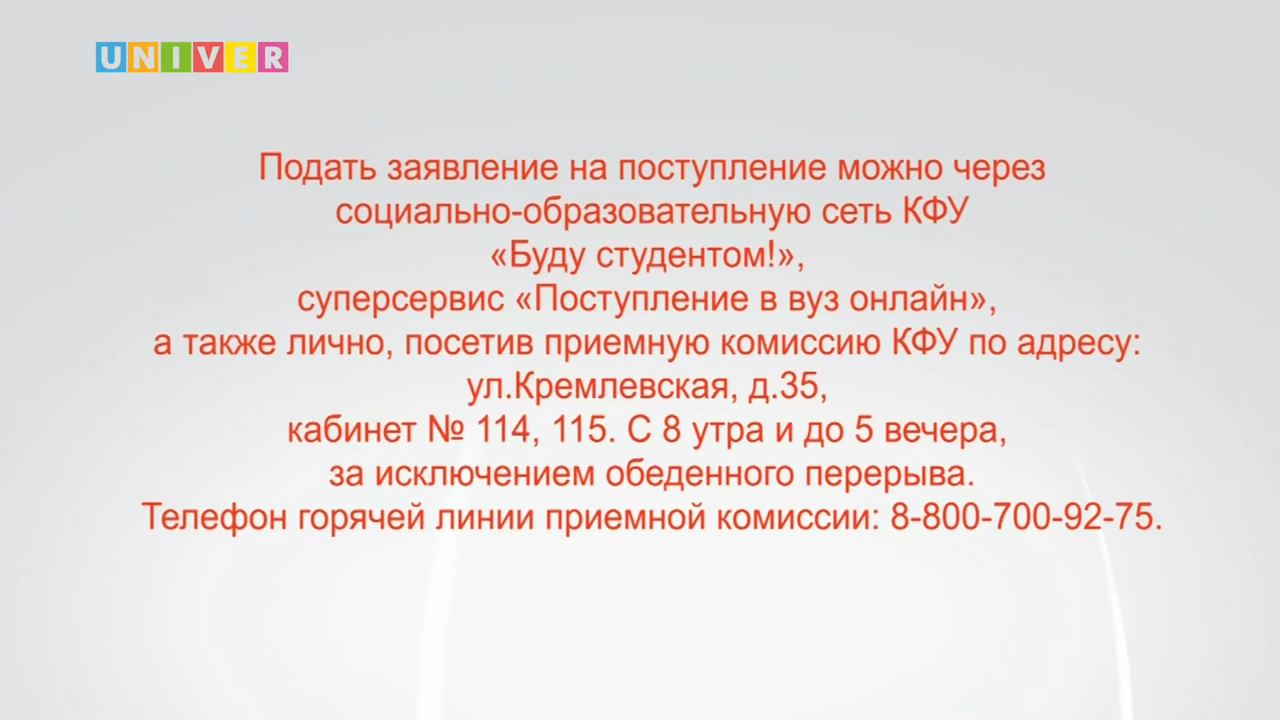 UNIVER
Подать заявление на поступление можно через
социально-образовательную сеть КФУ
«Буду студентом!»,
суперсервис «Поступление в вуз онлайн»,
а также лично, посетив приемную комиссию КФУ по адресу:
ул.Кремлевская, д.35,
кабинет № 114, 115. С 8 утра и до 5 вечера,
за исключением обеденного перерыва.
Телефон горячей линии приемной комиссии: 8-800-700-92-75.